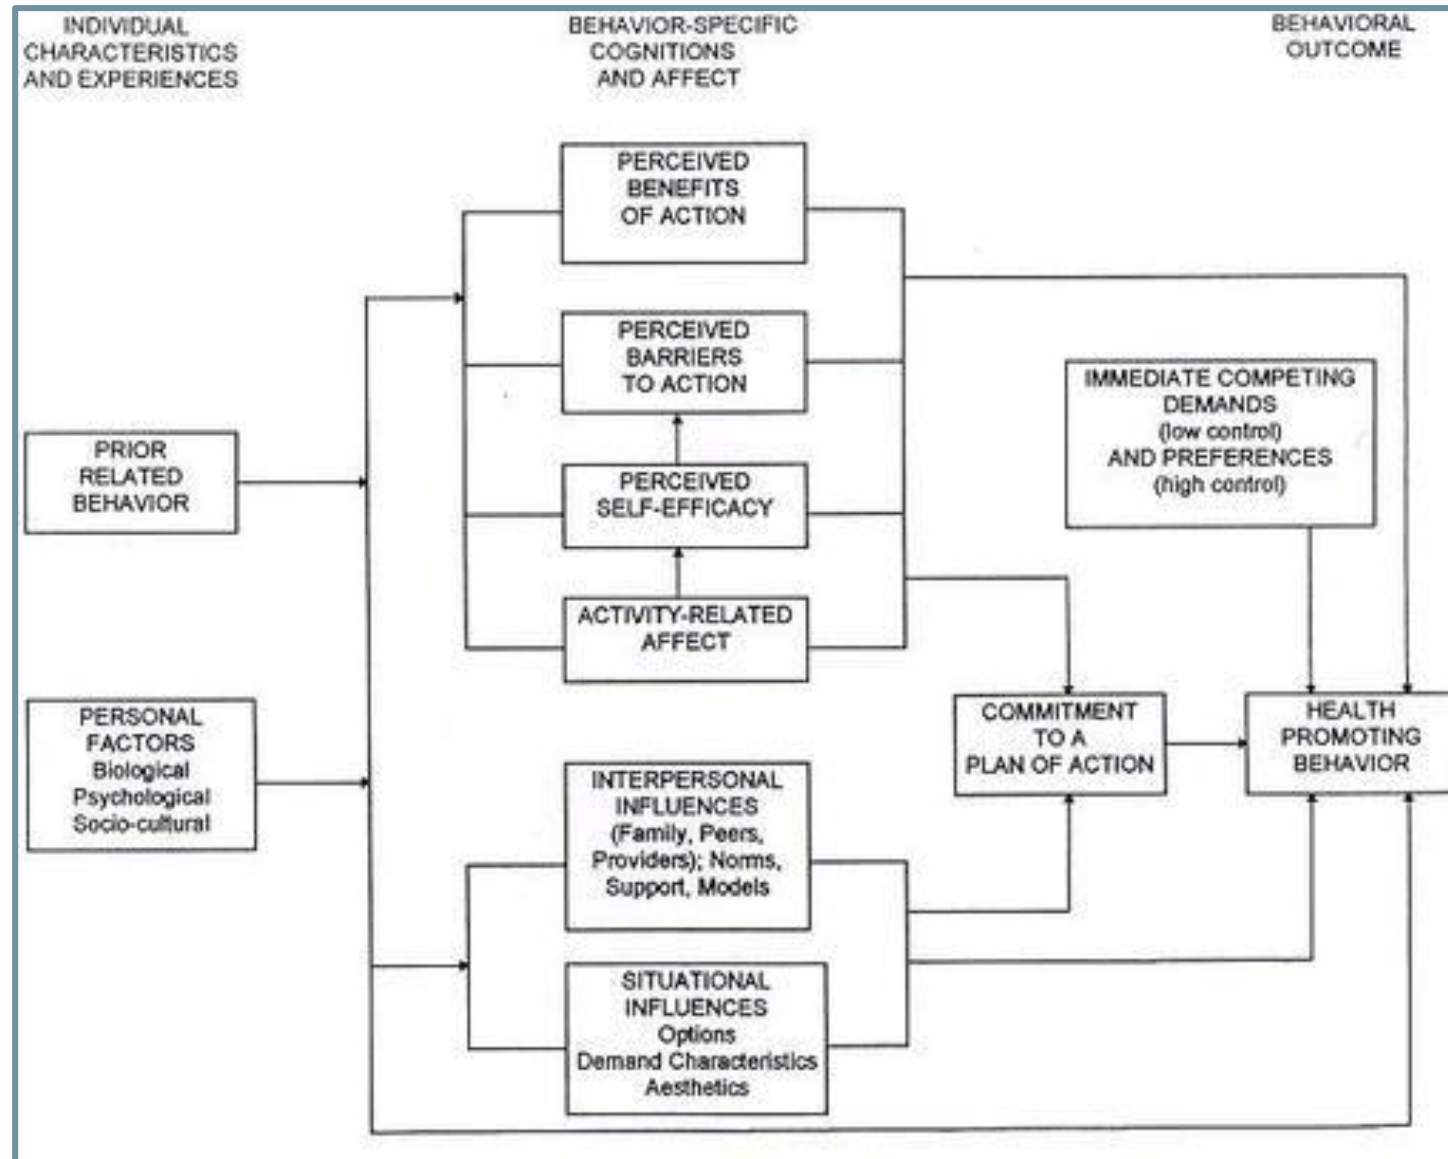 INDIVIDUAL
CHARACTERISTICS
AND EXPERIENCES
BEHAVIOR-SPECIFIC
COGNITIONS
AND AFFECT
BEHAVIORAL
OUTCOME
PERCEIVED
BENEFITS
OF ACTION
PERCEIVED
BARRIERS
TO ACTION
IMMEDIATE COMPETING
DEMANDS
(low control)
AND PREFERENCES
(high control)
PRIOR
RELATED
BEHAVIOR
PERCEIVED
SELF-EFFICACY
ACTIVITY-RELATED
AFFECT
PERSONAL
FACTORS
Biological
Psychological
Socio-cultural
COMMITMENT
TO A
PLAN OF ACTION
HEALTH
PROMOTING
BEHAVIOR
INTERPERSONAL
INFLUENCES
(Family, Peers,
Providers); Norms,
Support, Models
SITUATIONAL
INFLUENCES
Options
Demand Characteristics
Aesthetics